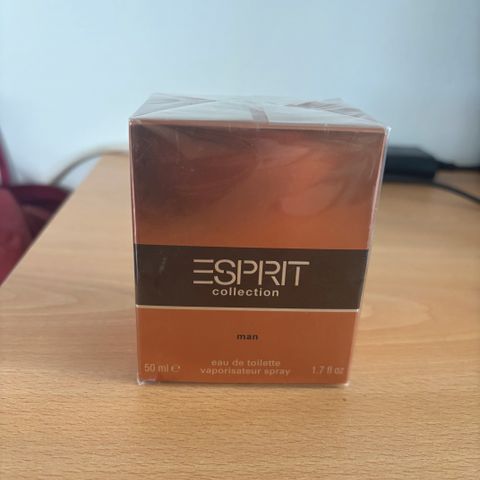 ESPRIT
collection
man
eau de toilette
50 ml ℮ vaporisateur spray 1.7 fl oz